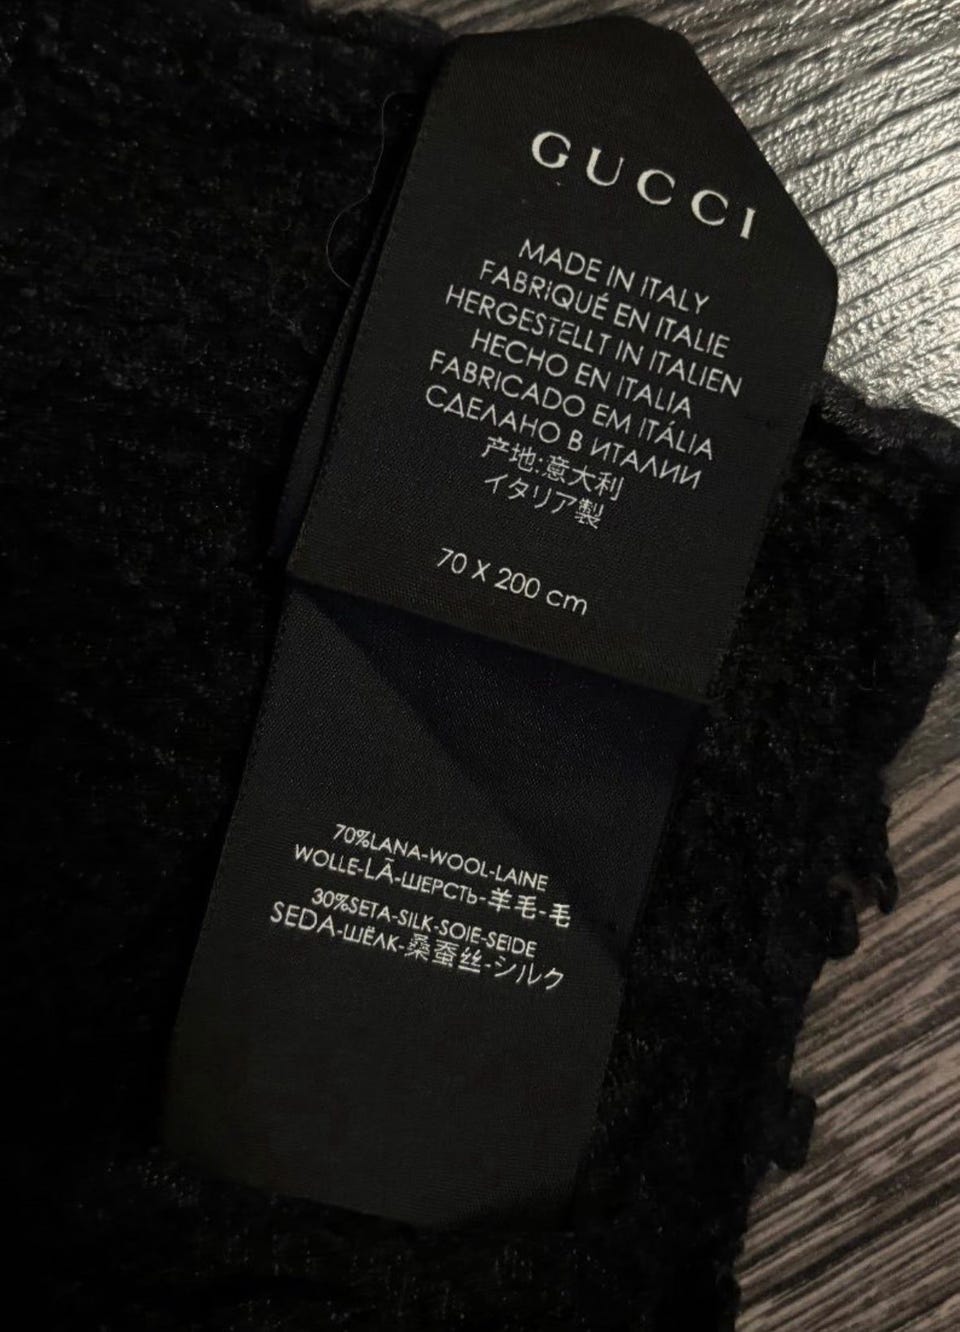 GUCCI
MADE IN ITALY
FABRIQUÉ EN ITALIE
HERGESTELLT IN ITALIEN
HECHO EN ITALIA
FABRICADO EM ITÁLIA
СДЕЛАНО В ИТАЛИИ
产地:意大利
イタリア製
70 X 200 cm
70%LANA-WOOL-LAINE
WOLLE-LÃ-ШЕРСТЬ-羊毛-毛
30%SETA-SILK-SOIE-SEIDE
SEDA-ШЁЛК-桑蚕丝-シルク